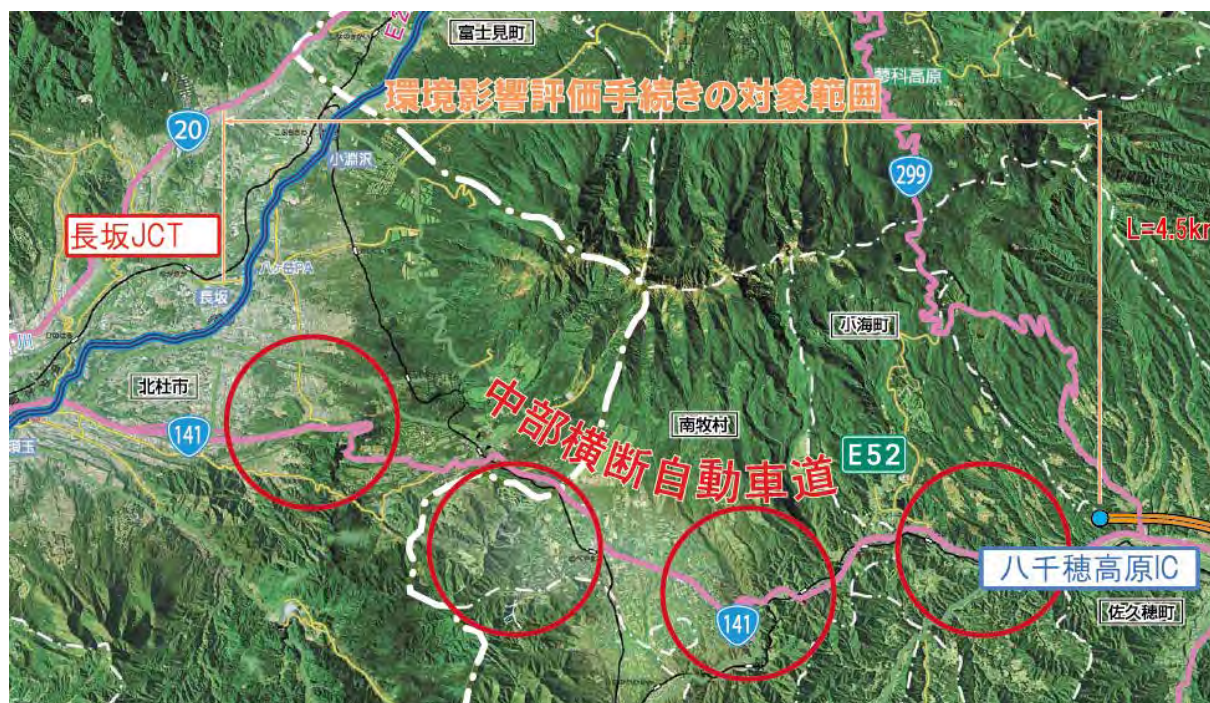 富士見町
環境影響評価手続きの対象範囲
蓼科高原
20
小淵沢
299
長坂JCT
L=4.5k
八ヶ岳PA
長坂
小海町
北杜市
141
中部横断自動車道
南牧村
E52
須玉
八千穂高原IC
141
佐久穂町